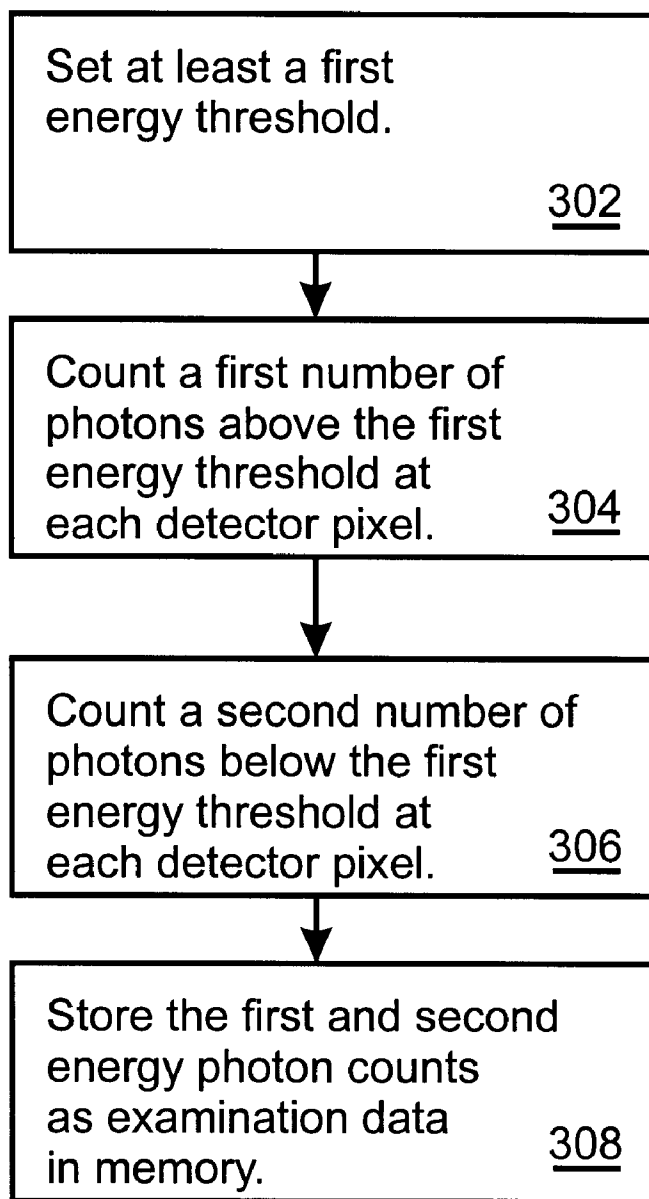 Set at least a first
energy threshold.
302
Count a first number of
photons above the first
energy threshold at
each detector pixel.
304
Count a second number of
photons below the first
energy threshold at
each detector pixel.
306
Store the first and second
energy photon counts
as examination data
in memory.
308